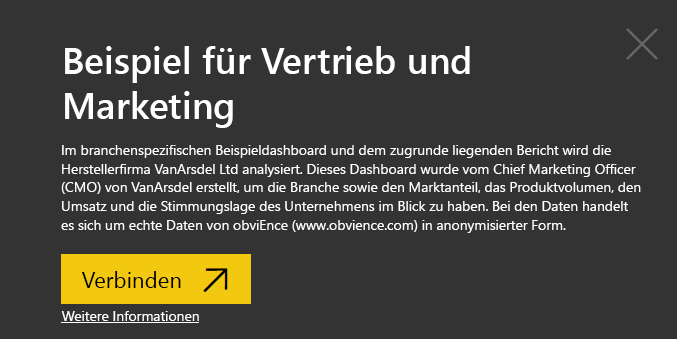 Beispiel für Vertrieb und
Marketing
Im branchenspezifischen Beispieldashboard und dem zugrunde liegenden Bericht wird die
Herstellerfirma VanArsdel Ltd analysiert. Dieses Dashboard wurde vom Chief Marketing Officer
(CMO) von VanArsdel erstellt, um die Branche sowie den Marktanteil, das Produktvolumen, den
Umsatz und die Stimmungslage des Unternehmens im Blick zu haben. Bei den Daten handelt
es sich um echte Daten von obviEnce (www.obvience.com) in anonymisierter Form.
Verbinden
Weitere Informationen